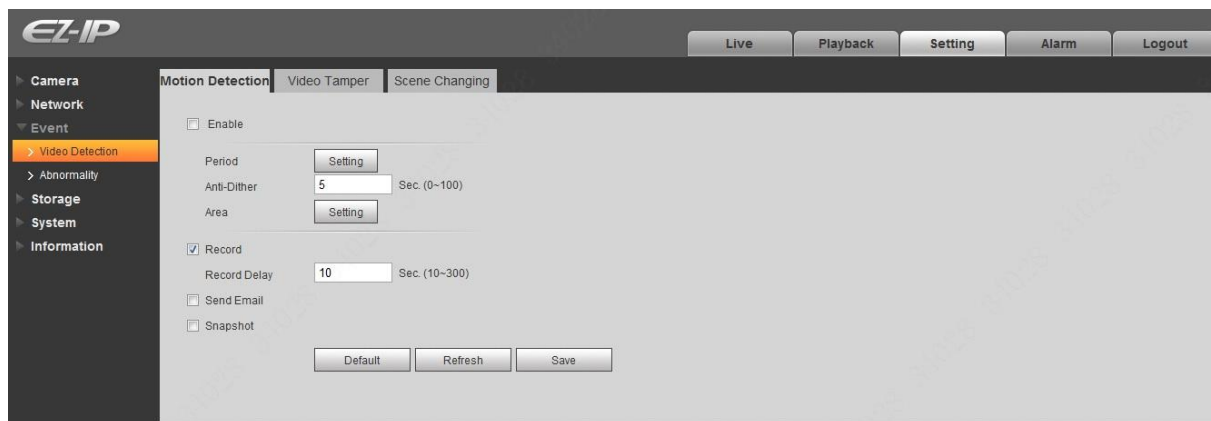 EZ-IP
Live Playback Setting Alarm Logout
Camera
Network
Event
Video Detection
Abnormality
Storage
System
Information
Motion Detection Video Tamper Scene Changing
Enable
Period Setting
Anti-Dither 5 Sec. (0~100)
Area Setting
Record
Record Delay 10 Sec. (10~300)
Send Email
Snapshot
Default Refresh Save